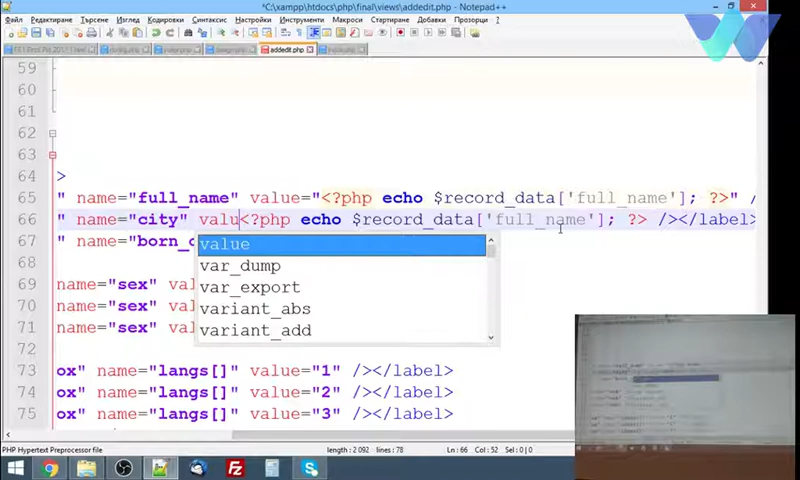 *C:\xampp\htdocs\php\final\views\addedit.php - Notepad++
Файл Редактиране Търсене Изглед Кодировка Синтаксис Настройки Инструменти Макроси Стартиране Добавки Прозорци ?
addedit.php
59
60
61
62
63
64 >
65 " name="full_name" value="<?php echo $record_data['full_name']; ?>" /
66 " name="city" valu<?php echo $record_data['full_name']; ?> /></label>
67 " name="born_
value
var_dump
var_export
variant_abs
variant_add
68
69 name="sex" val
70 name="sex" val
71 name="sex" val
72
73 ox" name="langs[]" value="1" /></label>
74 ox" name="langs[]" value="2" /></label>
75 ox" name="langs[]" value="3" /></label>
PHP Hypertext Preprocessor file length : 2 092 lines : 78 Ln : 66 Col : 52 Sel : 0 | 0